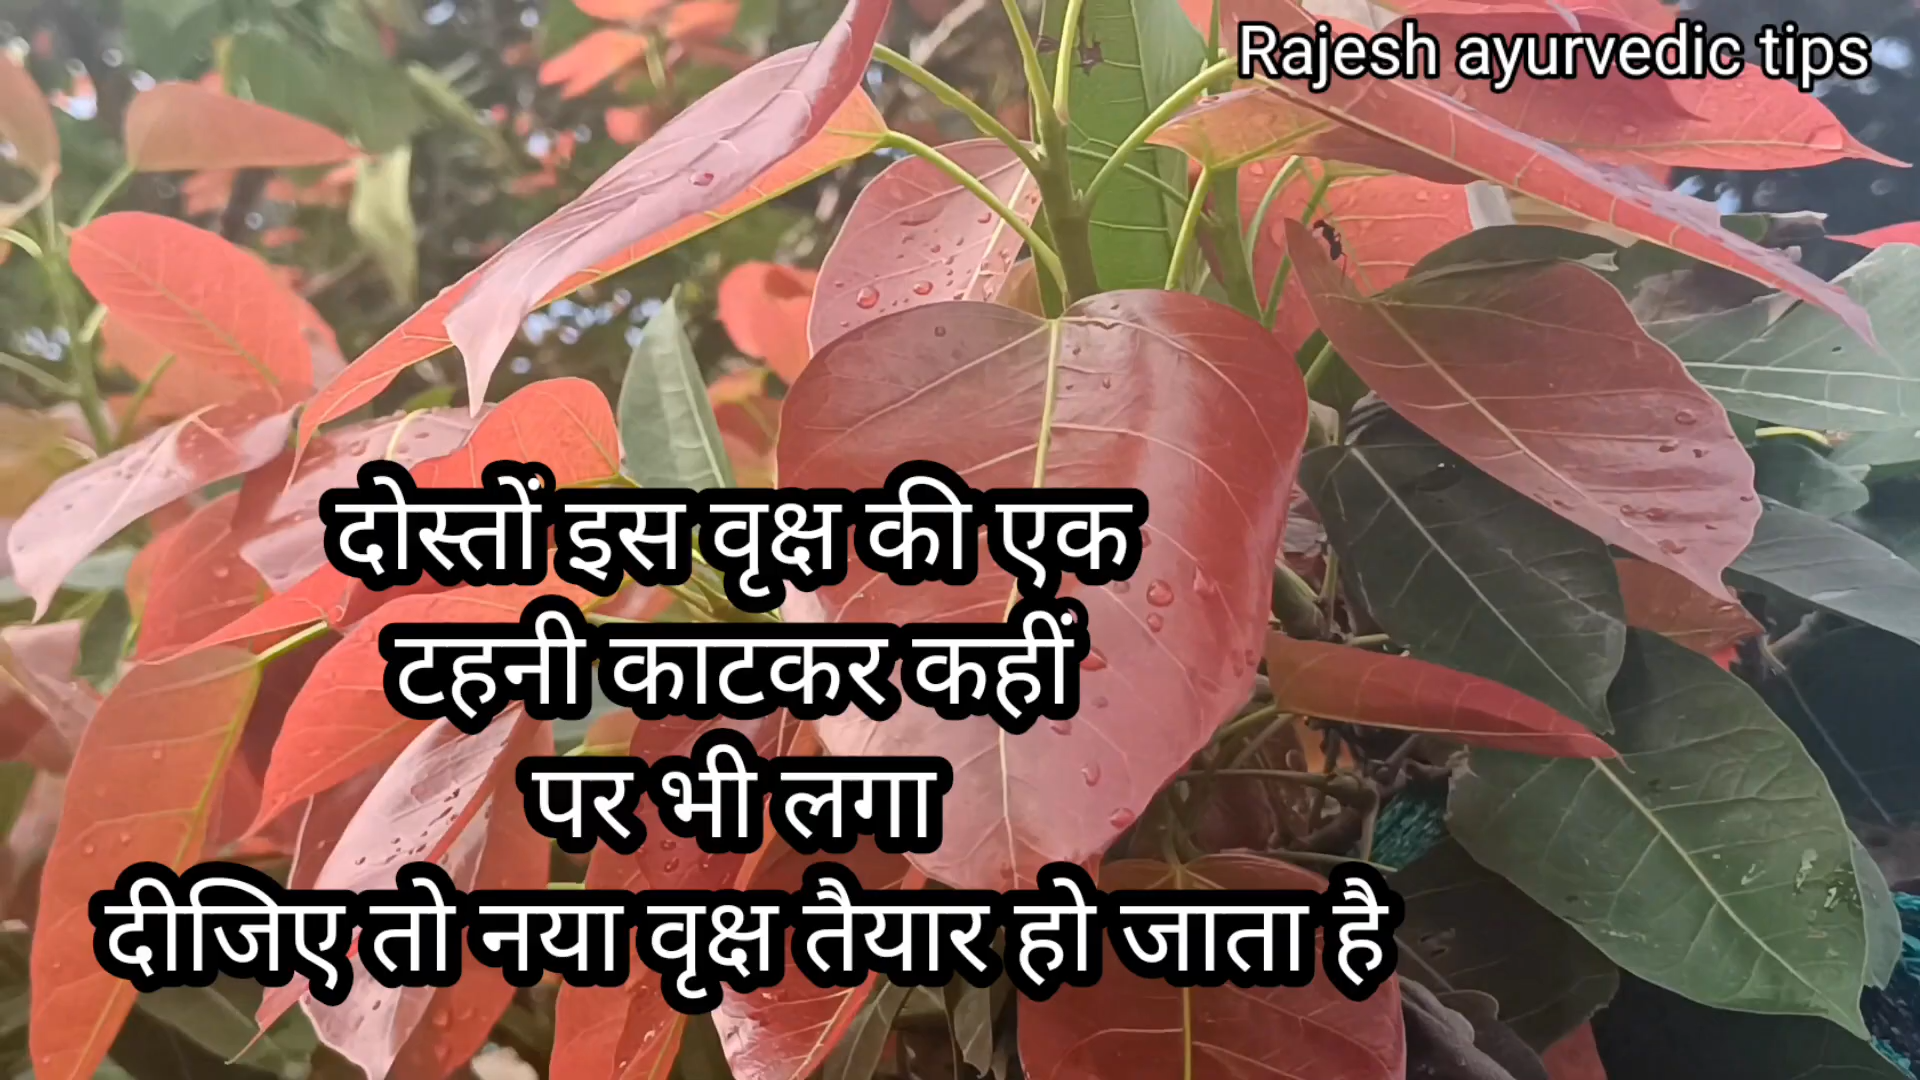 Rajesh ayurvedic tips
दोस्तों इस वृक्ष की एक
टहनी काटकर कहीं
पर भी लगा
दीजिए तो नया वृक्ष तैयार हो जाता है